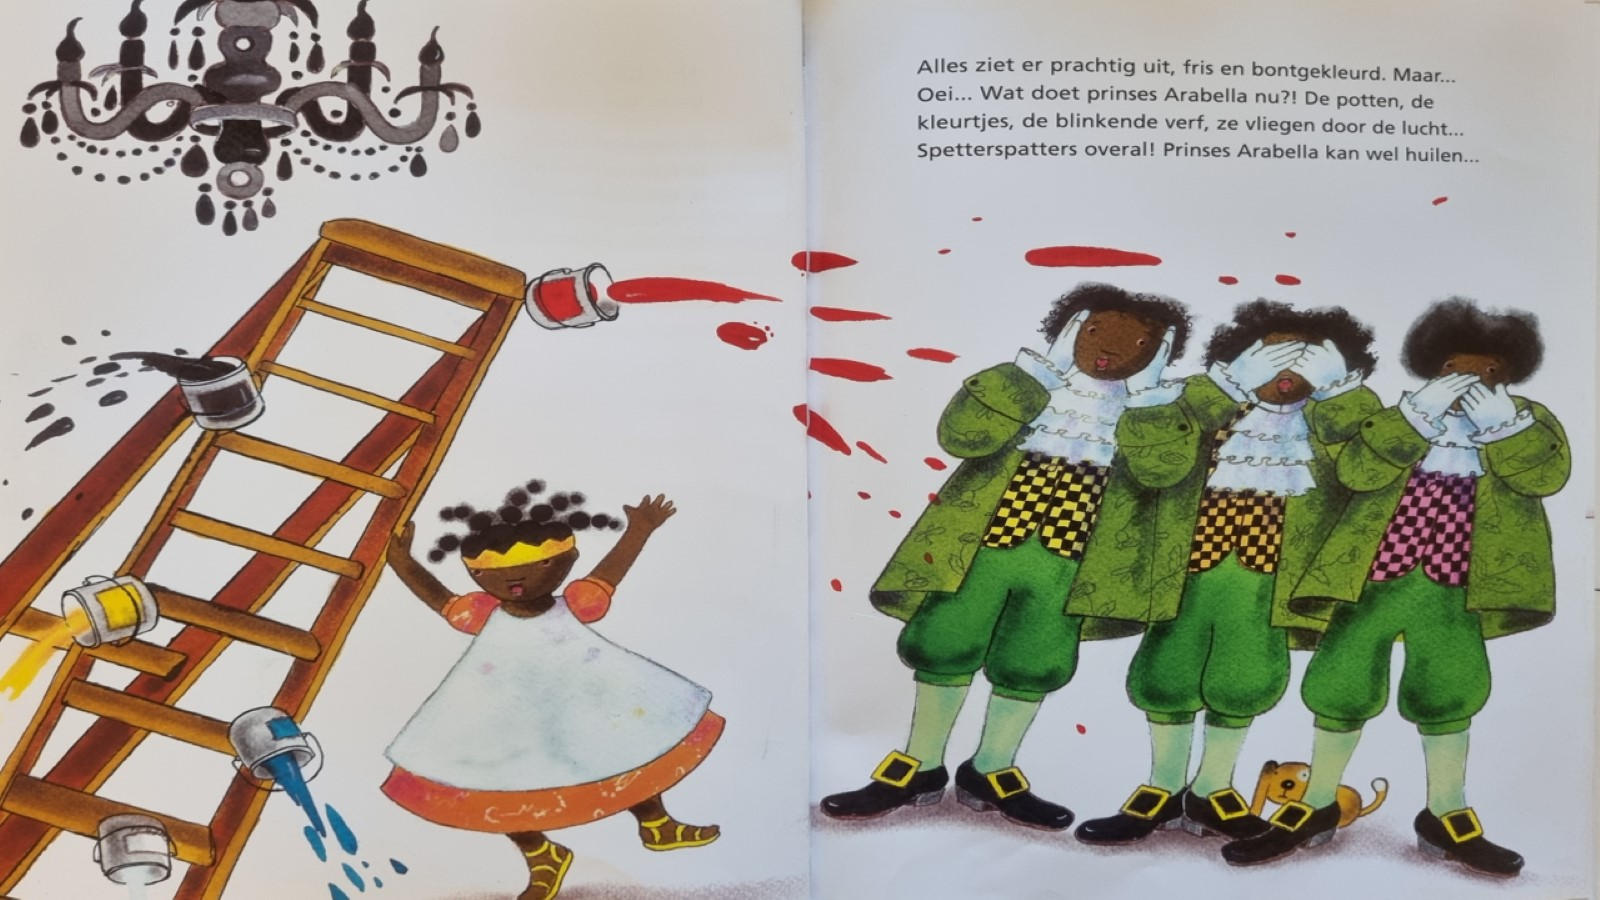 Alles ziet er prachtig uit, fris en bontgekleurd. Maar...
Oei... Wat doet prinses Arabella nu?! De potten, de
kleurtjes, de blinkende verf, ze vliegen door de lucht...
Spetterspatters overal! Prinses Arabella kan wel huilen...